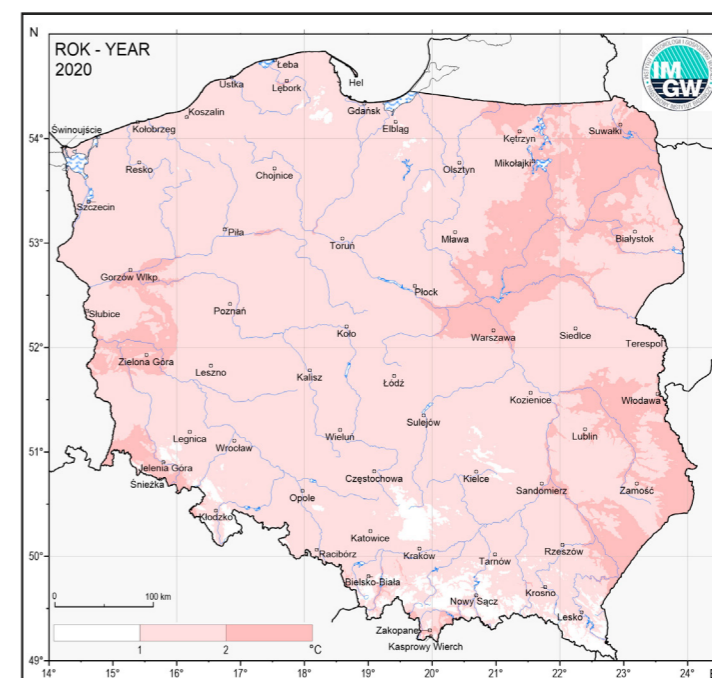 N
ROK - YEAR
2020
IM
GW
Łeba
Hel
Ustka
Lębork
Koszalin
Gdańsk
Kołobrzeg
Elbląg
Suwałki
54°
Kętrzyn
Świnoujście
Mikołajki
Resko
Chojnice
Olsztyn
Szczecin
Piła
Toruń
Mława
Białystok
53°
Gorzów Wlkp.
Płock
Słubice
Poznań
Koło
Warszawa
Siedlce
Terespol
52°
Zielona Góra
Leszno
Kalisz
Łódź
Kozienice
Włodawa
Sulejów
Legnica
Wrocław
Wieluń
Lublin
51°
Jelenia Góra
Śnieżka
Częstochowa
Kielce
Opole
Sandomierz
Zamość
Kłodzko
Katowice
50°
Racibórz
Kraków
Tarnów
Rzeszów
Bielsko-Biała
0
100 km
Nowy Sącz
Krosno
Lesko
Zakopane
Kasprowy Wierch
1
2
°C
49°
14°
15°
16°
17°
18°
19°
20°
21°
22°
23°
24°
E